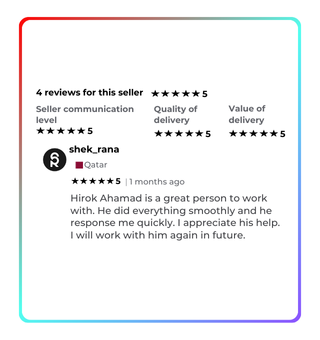 4 reviews for this seller ★★★★★ 5
Seller communication level
★★★★★ 5
Quality of delivery
★★★★★ 5
Value of delivery
★★★★★ 5
shek_rana
Qatar
★★★★★ 5 | 1 months ago
Hirok Ahamad is a great person to work
with. He did everything smoothly and he
response me quickly. I appreciate his help.
I will work with him again in future.